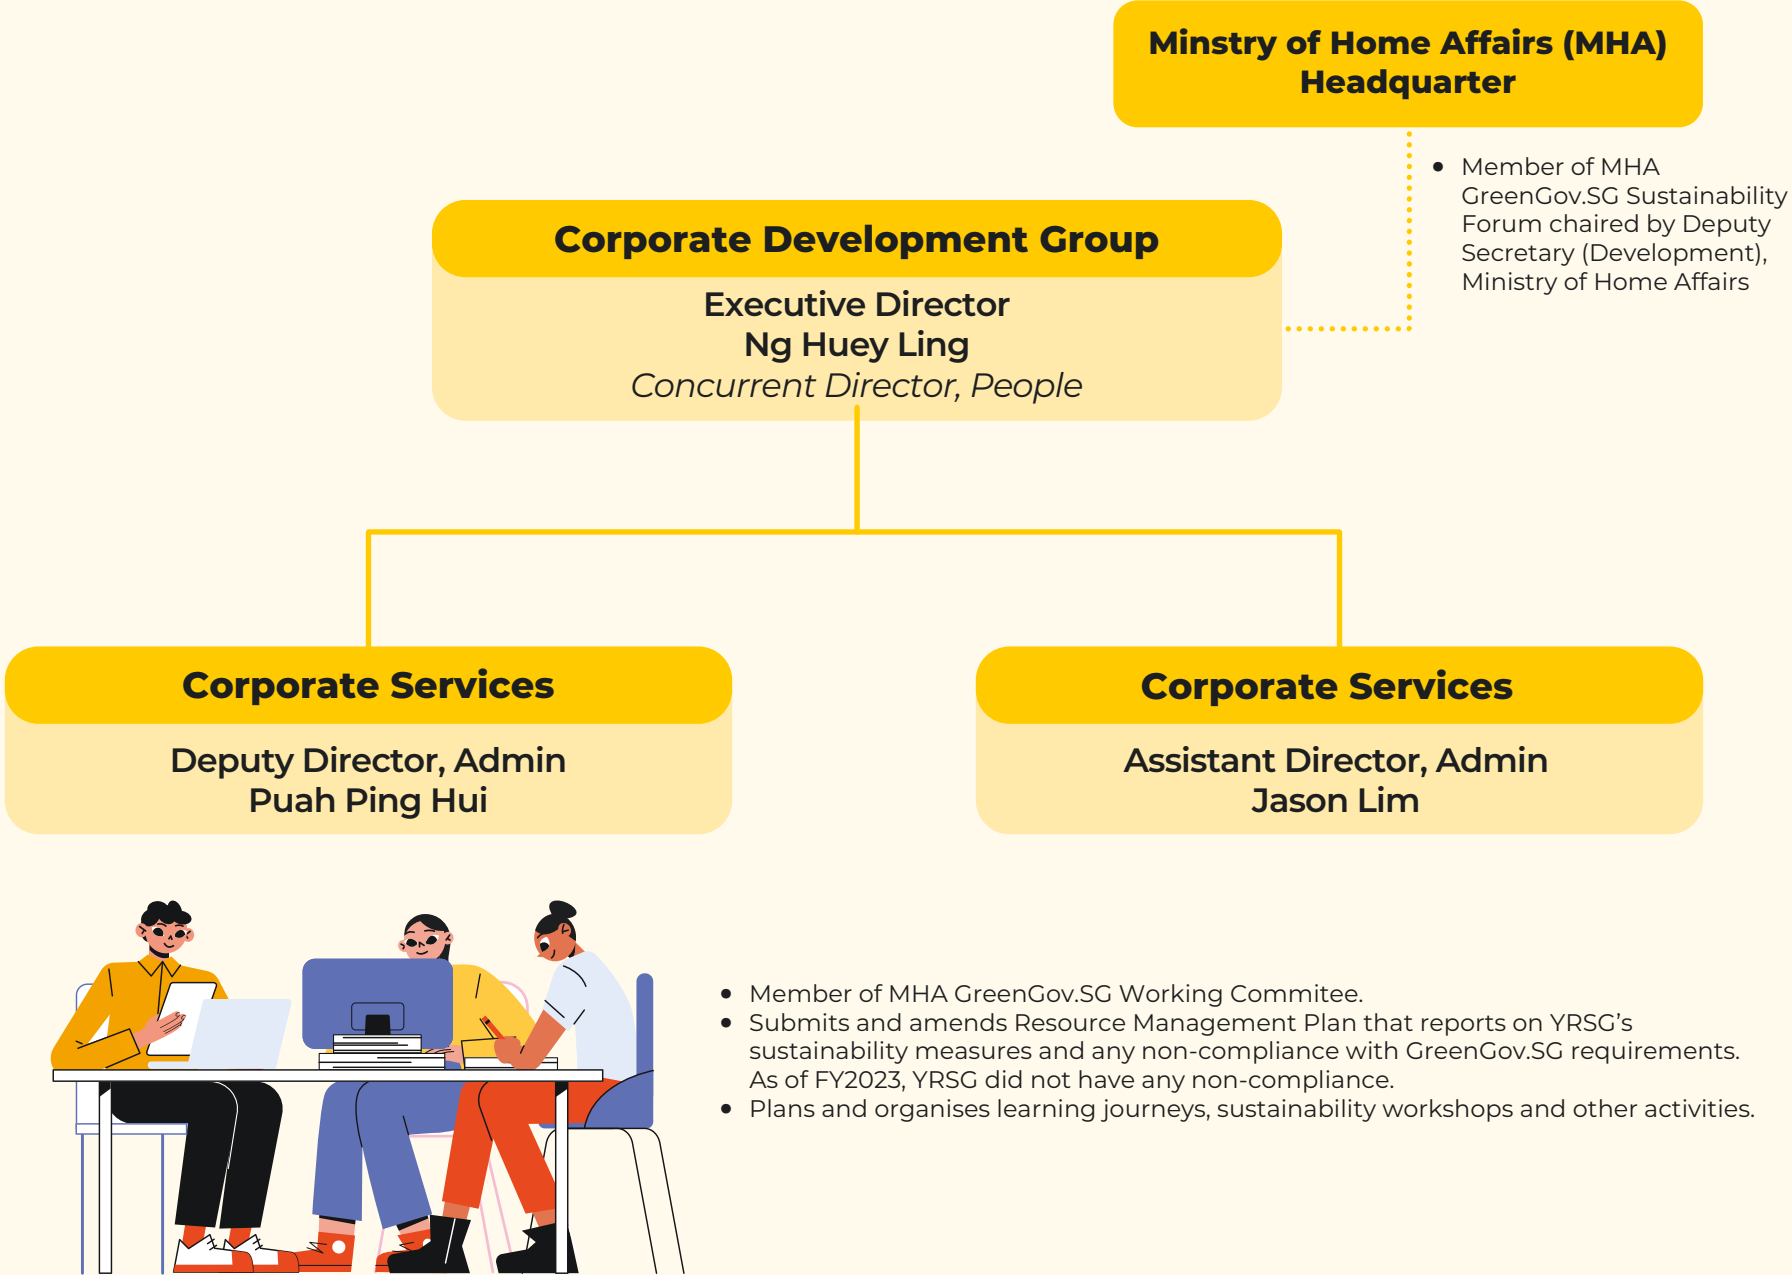 Minstry of Home Affairs (MHA)
Headquarter
• Member of MHA
GreenGov.SG Sustainability
Forum chaired by Deputy
Secretary (Development),
Ministry of Home Affairs
Corporate Development Group
Executive Director
Ng Huey Ling
Concurrent Director, People
Corporate Services
Deputy Director, Admin
Puah Ping Hui
Corporate Services
Assistant Director, Admin
Jason Lim
• Member of MHA GreenGov.SG Working Commitee.
• Submits and amends Resource Management Plan that reports on YRSG’s
sustainability measures and any non-compliance with GreenGov.SG requirements.
As of FY2023, YRSG did not have any non-compliance.
• Plans and organises learning journeys, sustainability workshops and other activities.